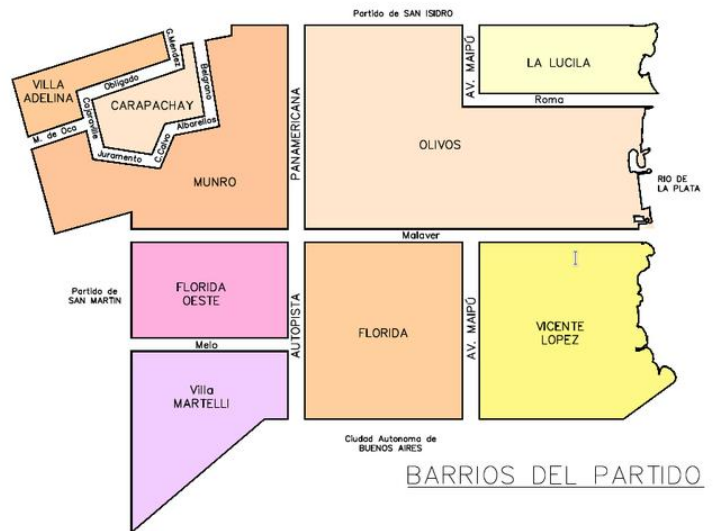 Partido de SAN ISIDRO
C.Mendez
VILLA
ADELINA
Obligado
Belgrano
CARAPACHAY
Cajaraville
M. de Oca
Albarellos
Juramento
C.Calvo
MUNRO
PANAMERICANA
AV. MAIPÚ
LA LUCILA
Roma
OLIVOS
RIO DE
LA PLATA
Malaver
Partido de
SAN MARTIN
FLORIDA
OESTE
AUTOPISTA
FLORIDA
AV. MAIPÚ
VICENTE
LOPEZ
Melo
Villa
MARTELLI
Ciudad Autonoma de
BUENOS AIRES
BARRIOS DEL PARTIDO